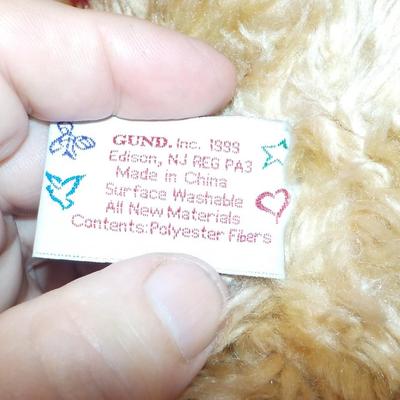 GUND. Inc. 1999
Edison, NJ REG PA3
Made in China
Surface Washable
All New Materials
Contents:Polyester Fibers